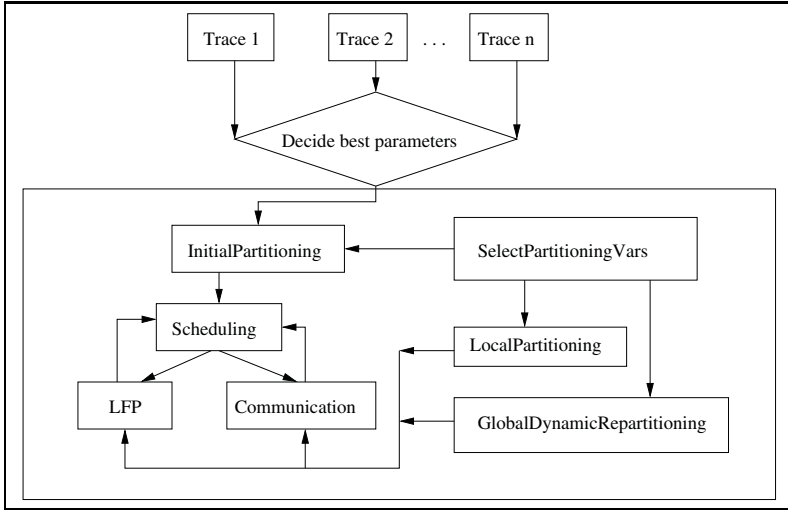 Trace 1
Trace 2
. . .
Trace n
Decide best parameters
InitialPartitioning
SelectPartitioningVars
Scheduling
LocalPartitioning
LFP
Communication
GlobalDynamicRepartitioning